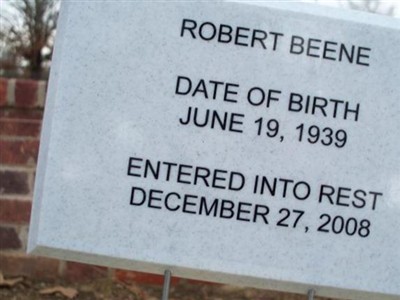 ROBERT BEENE
DATE OF BIRTH
JUNE 19, 1939
ENTERED INTO REST
DECEMBER 27, 2008